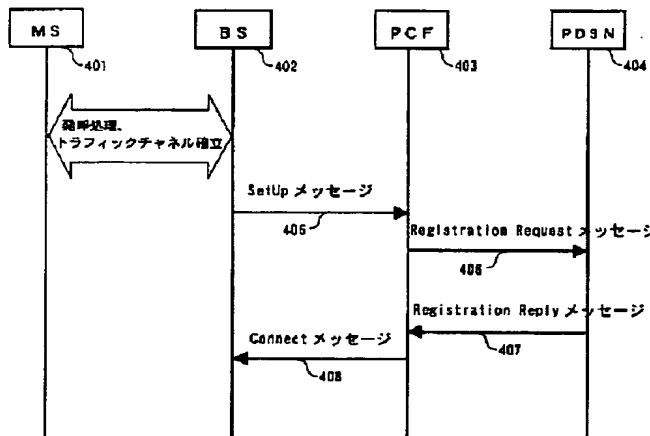 MS
BS
PCF
PDSN
401
402
403
404
発呼処理、
トラフィックチャネル確立
SetUp メッセージ
405
Registration Request メッセージ
406
Registration Reply メッセージ
407
Connect メッセージ
408